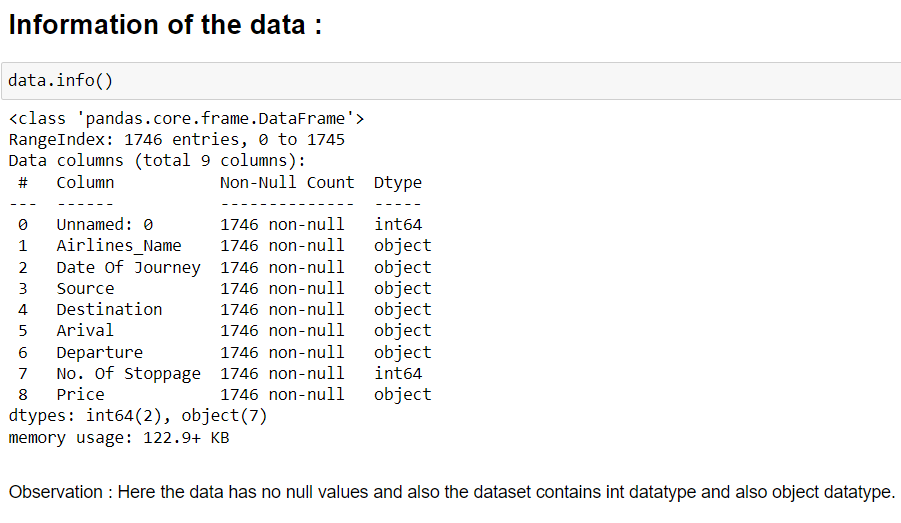 Information of the data :
data.info()
<class 'pandas.core.frame.DataFrame'>
RangeIndex: 1746 entries, 0 to 1745
Data columns (total 9 columns):
 #   Column           Non-Null Count  Dtype
---  ------           --------------  -----
 0   Unnamed: 0       1746 non-null   int64
 1   Airlines_Name    1746 non-null   object
 2   Date Of Journey  1746 non-null   object
 3   Source           1746 non-null   object
 4   Destination      1746 non-null   object
 5   Arival           1746 non-null   object
 6   Departure        1746 non-null   object
 7   No. Of Stoppage  1746 non-null   int64
 8   Price            1746 non-null   object
dtypes: int64(2), object(7)
memory usage: 122.9+ KB
Observation : Here the data has no null values and also the dataset contains int datatype and also object datatype.